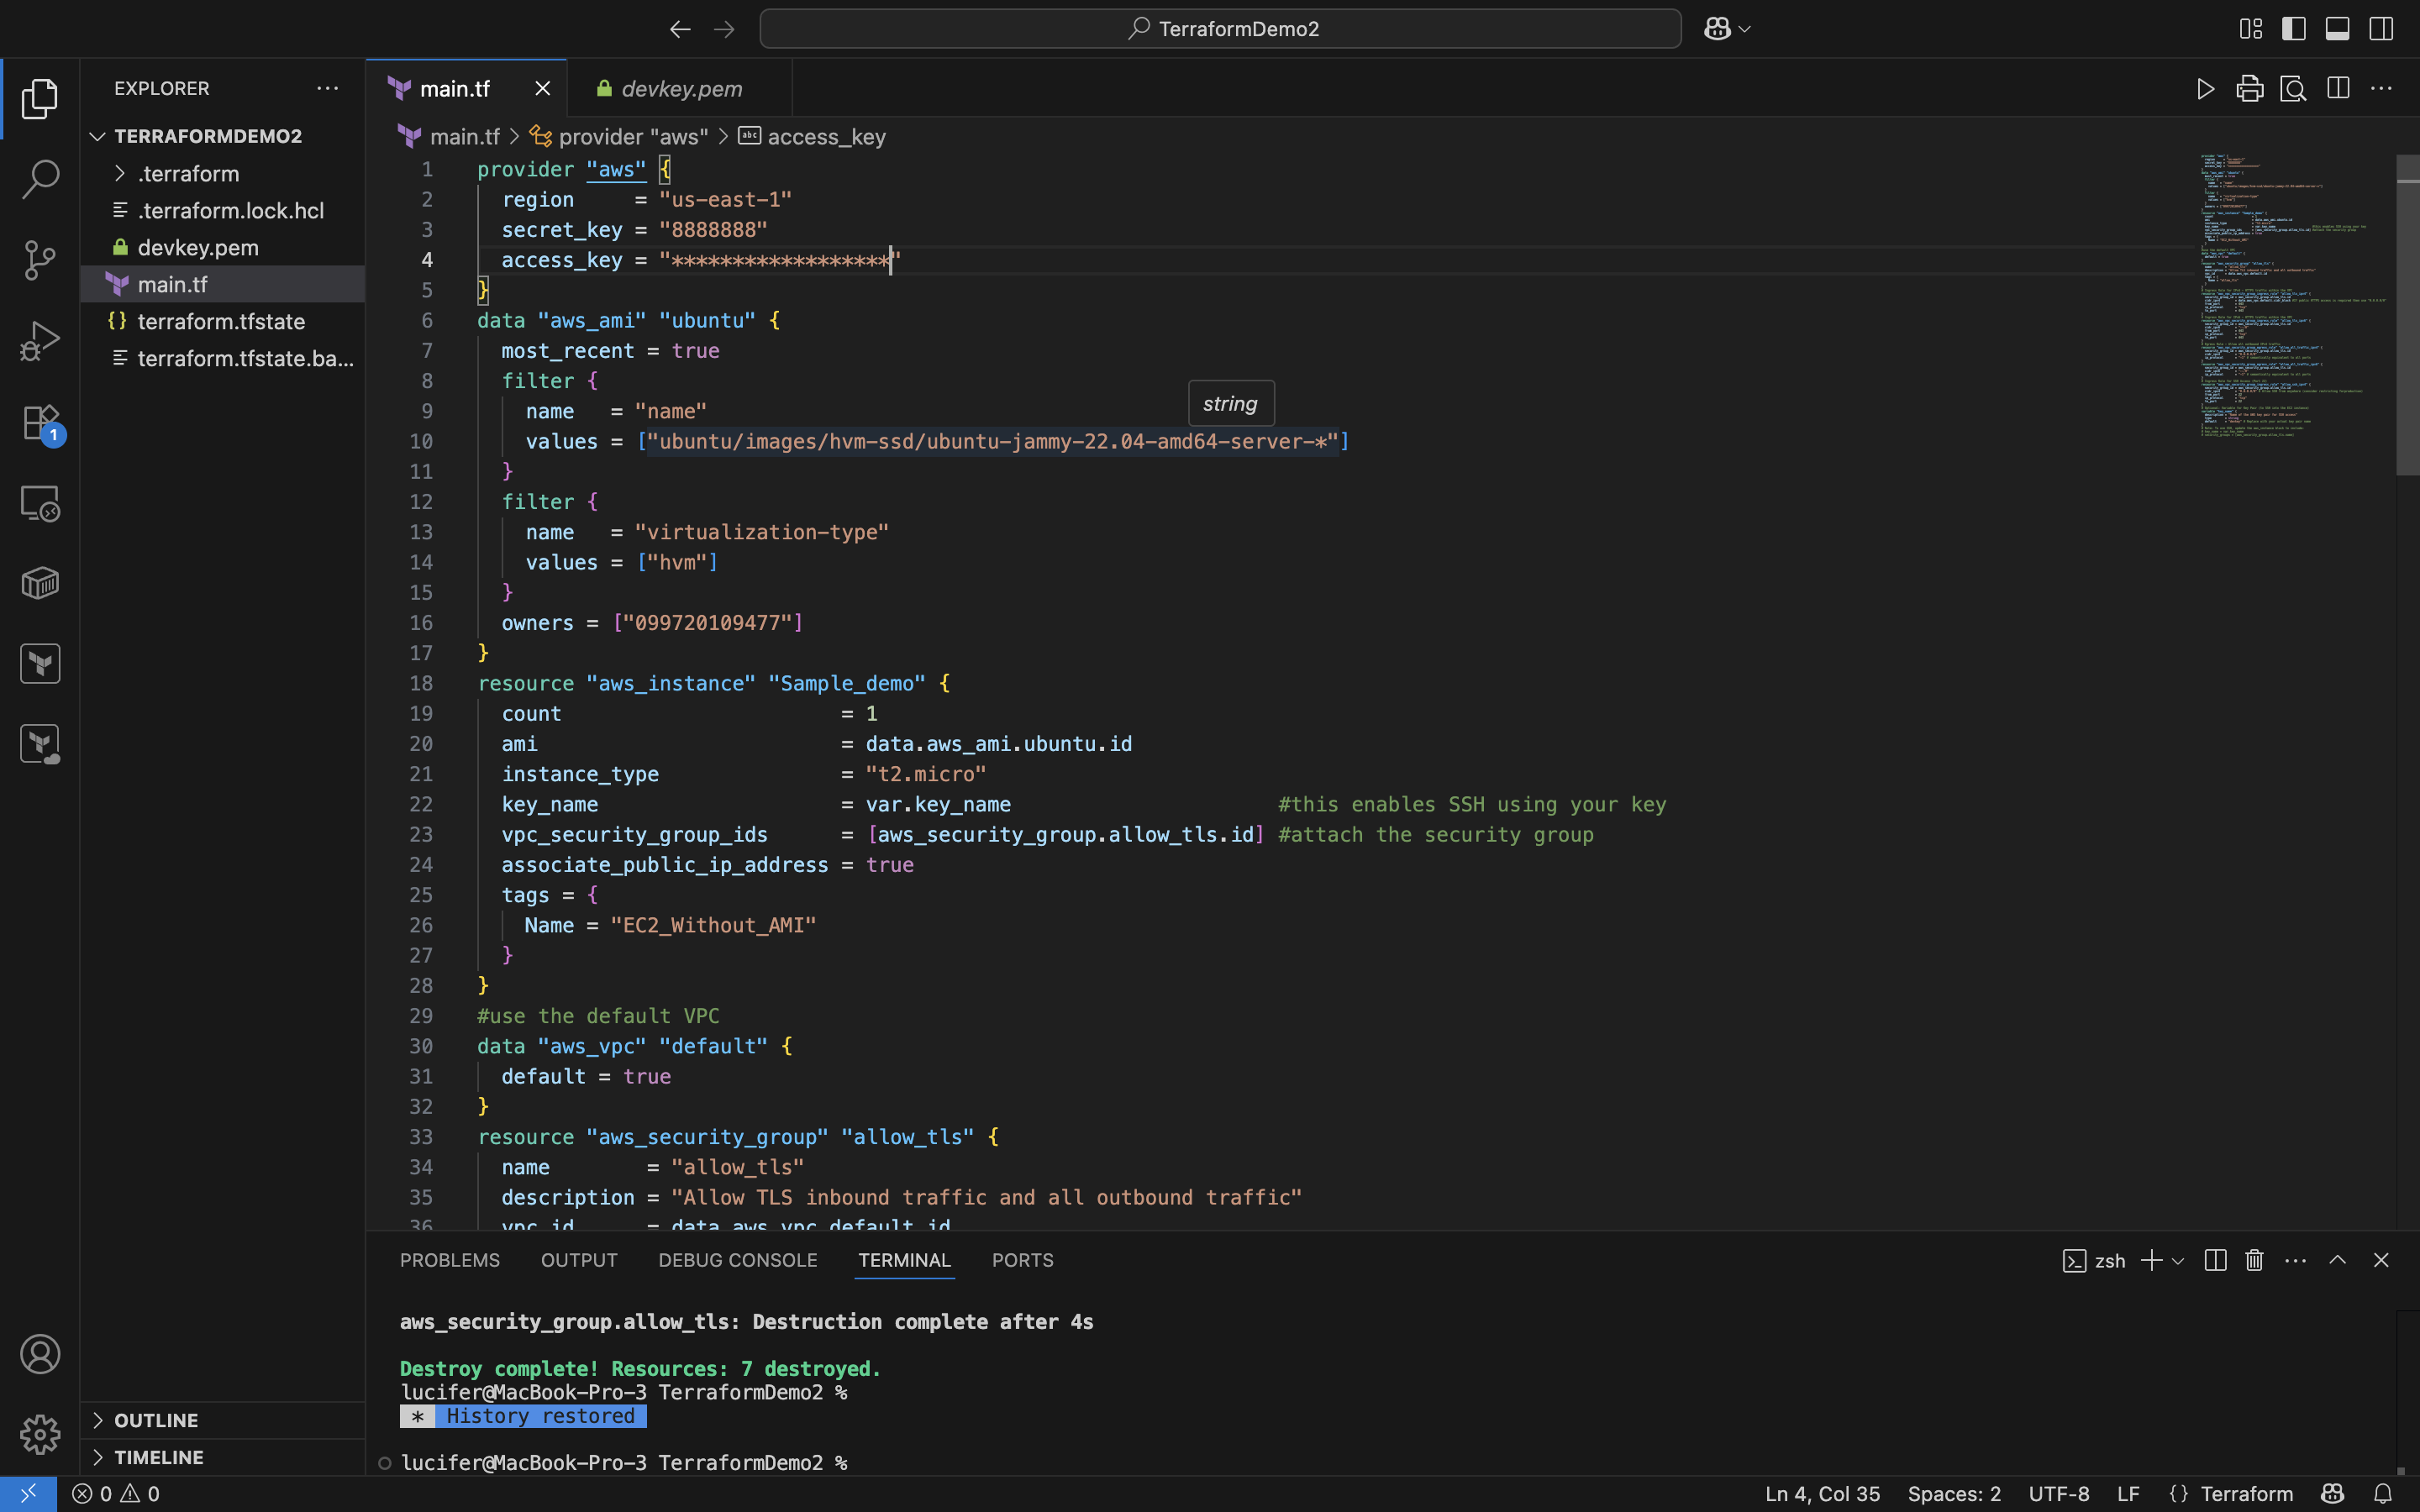 TerraformDemo2
EXPLORER
TERRAFORMDEMO2
.terraform
.terraform.lock.hcl
devkey.pem
main.tf
terraform.tfstate
terraform.tfstate.ba...
1
OUTLINE
TIMELINE
main.tf
devkey.pem
main.tf > provider "aws" > abc access_key
1 provider "aws" {
2   region     = "us-east-1"
3   secret_key = "8888888"
4   access_key = "******************"
5 }
6 data "aws_ami" "ubuntu" {
7   most_recent = true
8   filter {
9     name   = "name"
string
10     values = ["ubuntu/images/hvm-ssd/ubuntu-jammy-22.04-amd64-server-*"]
11   }
12   filter {
13     name   = "virtualization-type"
14     values = ["hvm"]
15   }
16   owners = ["099720109477"]
17 }
18 resource "aws_instance" "Sample_demo" {
19   count                       = 1
20   ami                         = data.aws_ami.ubuntu.id
21   instance_type               = "t2.micro"
22   key_name                    = var.key_name                      #this enables SSH using your key
23   vpc_security_group_ids      = [aws_security_group.allow_tls.id] #attach the security group
24   associate_public_ip_address = true
25   tags = {
26     Name = "EC2_Without_AMI"
27   }
28 }
29 #use the default VPC
30 data "aws_vpc" "default" {
31   default = true
32 }
33 resource "aws_security_group" "allow_tls" {
34   name        = "allow_tls"
35   description = "Allow TLS inbound traffic and all outbound traffic"
36   vpc_id      = data.aws_vpc.default.id
PROBLEMS OUTPUT DEBUG CONSOLE TERMINAL PORTS
zsh
aws_security_group.allow_tls: Destruction complete after 4s
Destroy complete! Resources: 7 destroyed.
lucifer@MacBook-Pro-3 TerraformDemo2 %
* History restored
lucifer@MacBook-Pro-3 TerraformDemo2 %
0 0
Ln 4, Col 35 Spaces: 2 UTF-8 LF {} Terraform